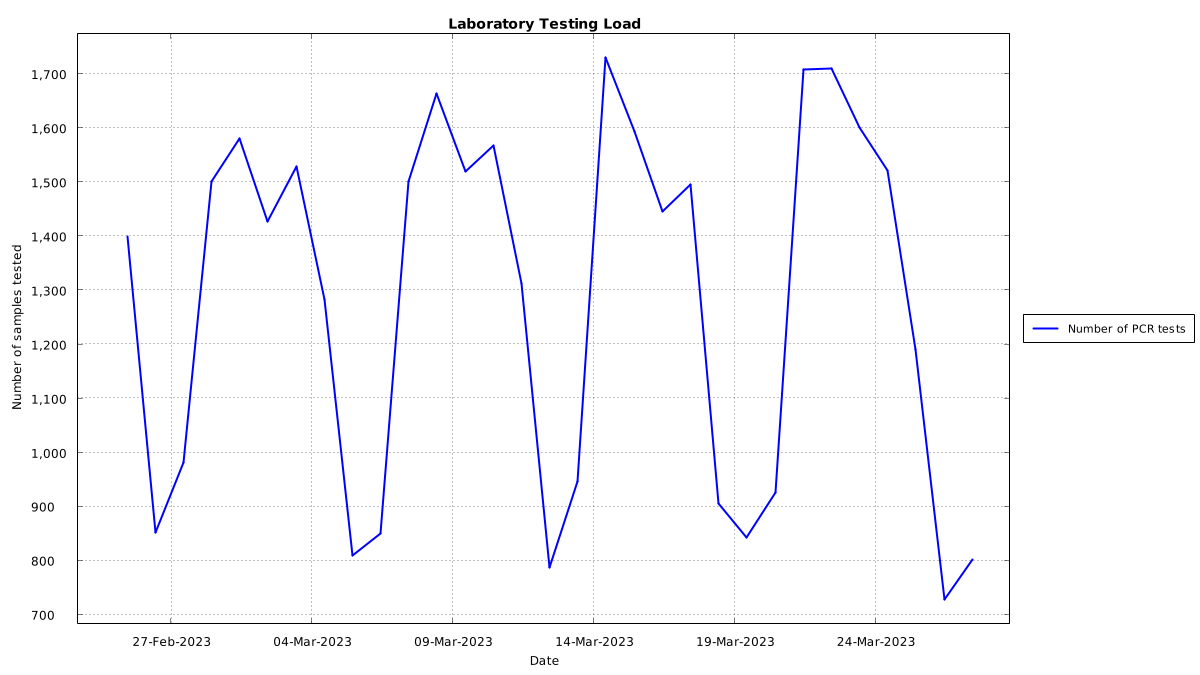 Laboratory Testing Load
1,700
1,600
1,500
1,400
1,300
1,200
1,100
1,000
900
800
700
Number of samples tested
27-Feb-2023 04-Mar-2023 09-Mar-2023 14-Mar-2023 19-Mar-2023 24-Mar-2023
Date
Number of PCR tests